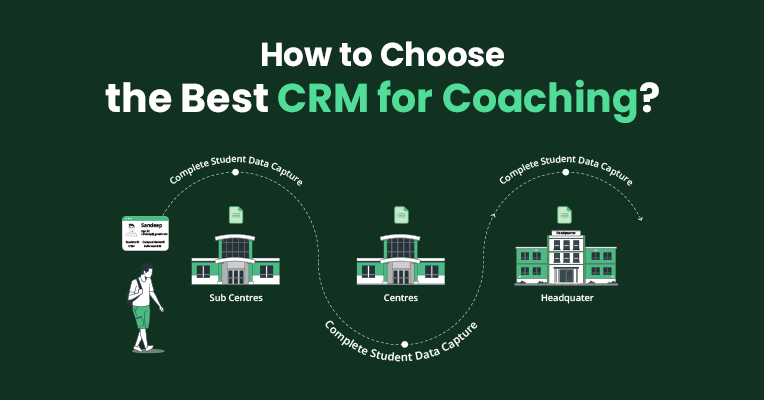 How to Choose
the Best CRM for Coaching?
Complete Student Data Capture
Complete Student Data Capture
Sandeep
Headquater
Sub Centres
Centres
Headquater
Complete Student Data Capture